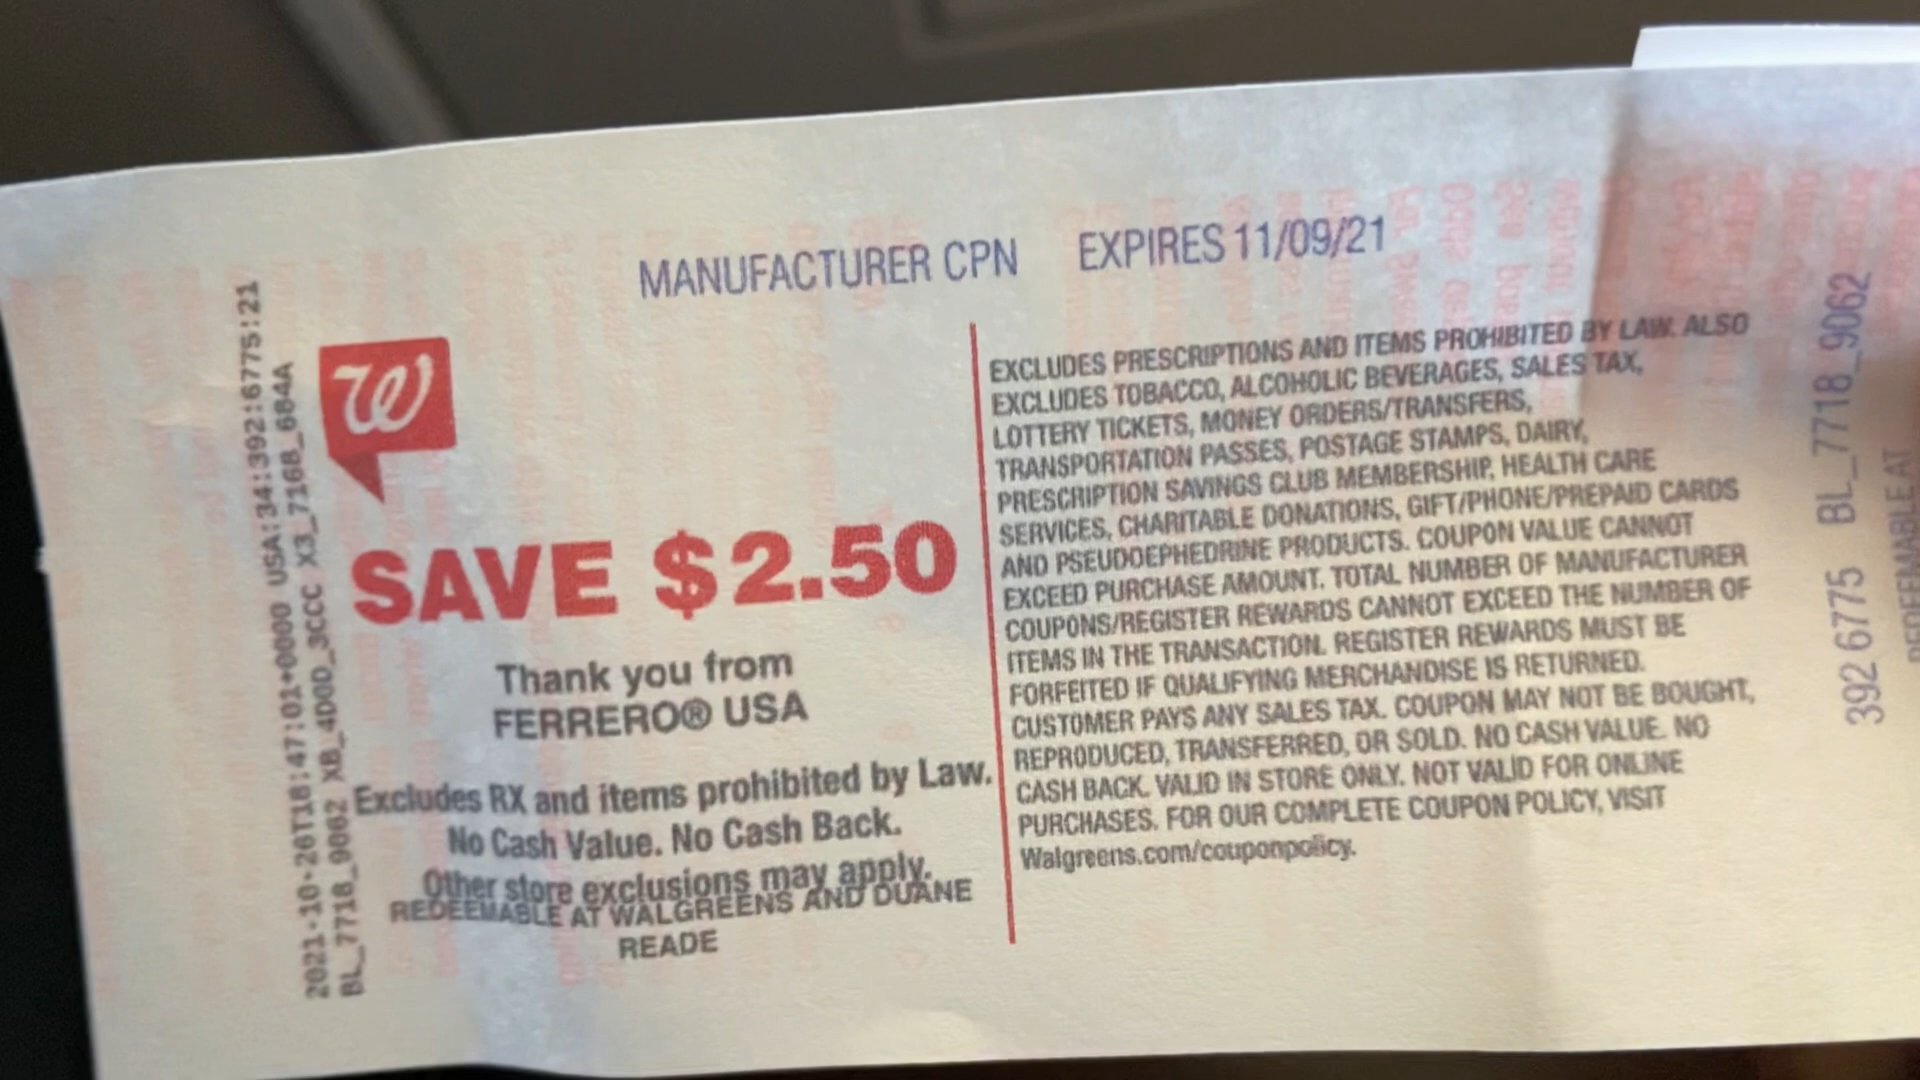 MANUFACTURER CPN EXPIRES 11/09/21
W
SAVE $2.50
Thank you from
FERRERO® USA
Excludes RX and items prohibited by Law.
No Cash Value. No Cash Back.
Other store exclusions may apply.
REDEEMABLE AT WALGREENS AND DUANE
READE
EXCLUDES PRESCRIPTIONS AND ITEMS PROHIBITED BY LAW. ALSO
EXCLUDES TOBACCO, ALCOHOLIC BEVERAGES, SALES TAX,
LOTTERY TICKETS, MONEY ORDERS/TRANSFERS,
TRANSPORTATION PASSES, POSTAGE STAMPS, DAIRY,
PRESCRIPTION SAVINGS CLUB MEMBERSHIP, HEALTH CARE
SERVICES, CHARITABLE DONATIONS, GIFT/PHONE/PREPAID CARDS
AND PSEUDOEPHEDRINE PRODUCTS. COUPON VALUE CANNOT
EXCEED PURCHASE AMOUNT. TOTAL NUMBER OF MANUFACTURER
COUPONS/REGISTER REWARDS CANNOT EXCEED THE NUMBER OF
ITEMS IN THE TRANSACTION. REGISTER REWARDS MUST BE
FORFEITED IF QUALIFYING MERCHANDISE IS RETURNED.
CUSTOMER PAYS ANY SALES TAX. COUPON MAY NOT BE BOUGHT,
REPRODUCED, TRANSFERRED, OR SOLD. NO CASH VALUE. NO
CASH BACK. VALID IN STORE ONLY. NOT VALID FOR ONLINE
PURCHASES. FOR OUR COMPLETE COUPON POLICY, VISIT
Walgreens.com/couponpolicy.
2021-10-26T18:47:01+0000 USA:34:392:6775:21
BL_7718_9062 XB_4D0D_3CCC X3_7168_684A
392 6775 BL_7718_9062
REDEEMABLE AT